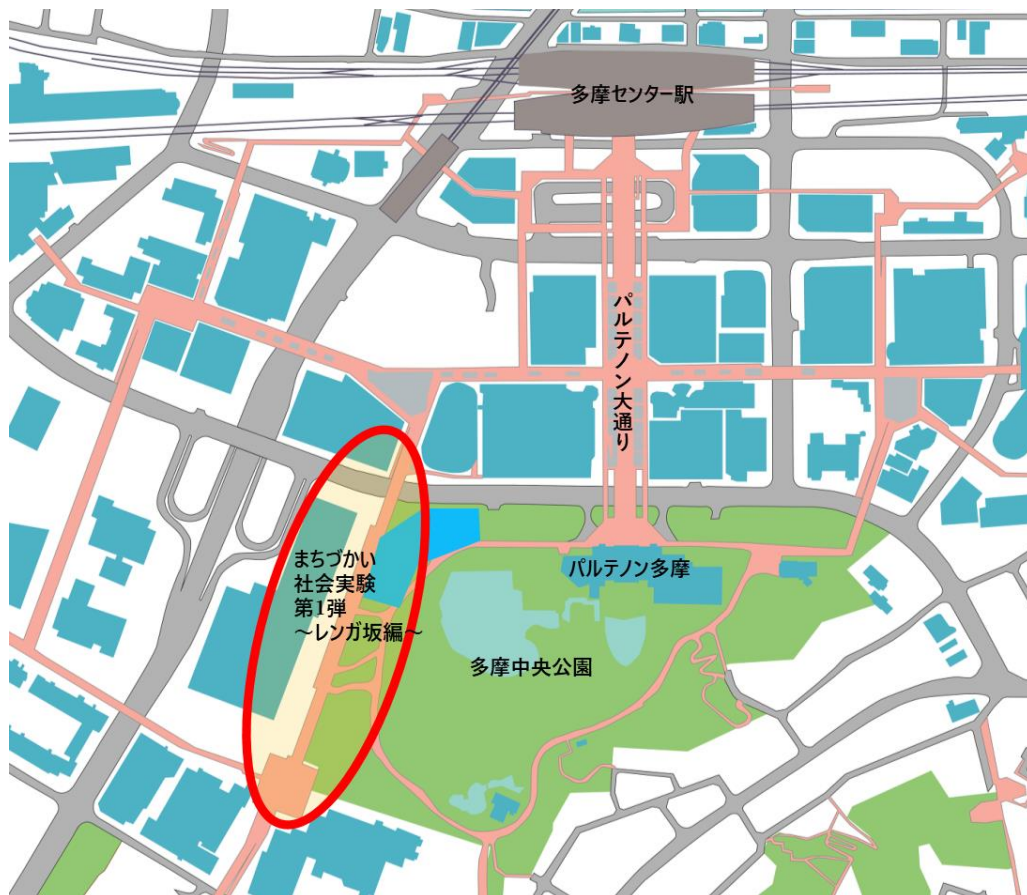 多摩センター駅
パルテノン大通り
まちづかい
社会実験
第1弾
～レンガ坂編～
パルテノン多摩
多摩中央公園